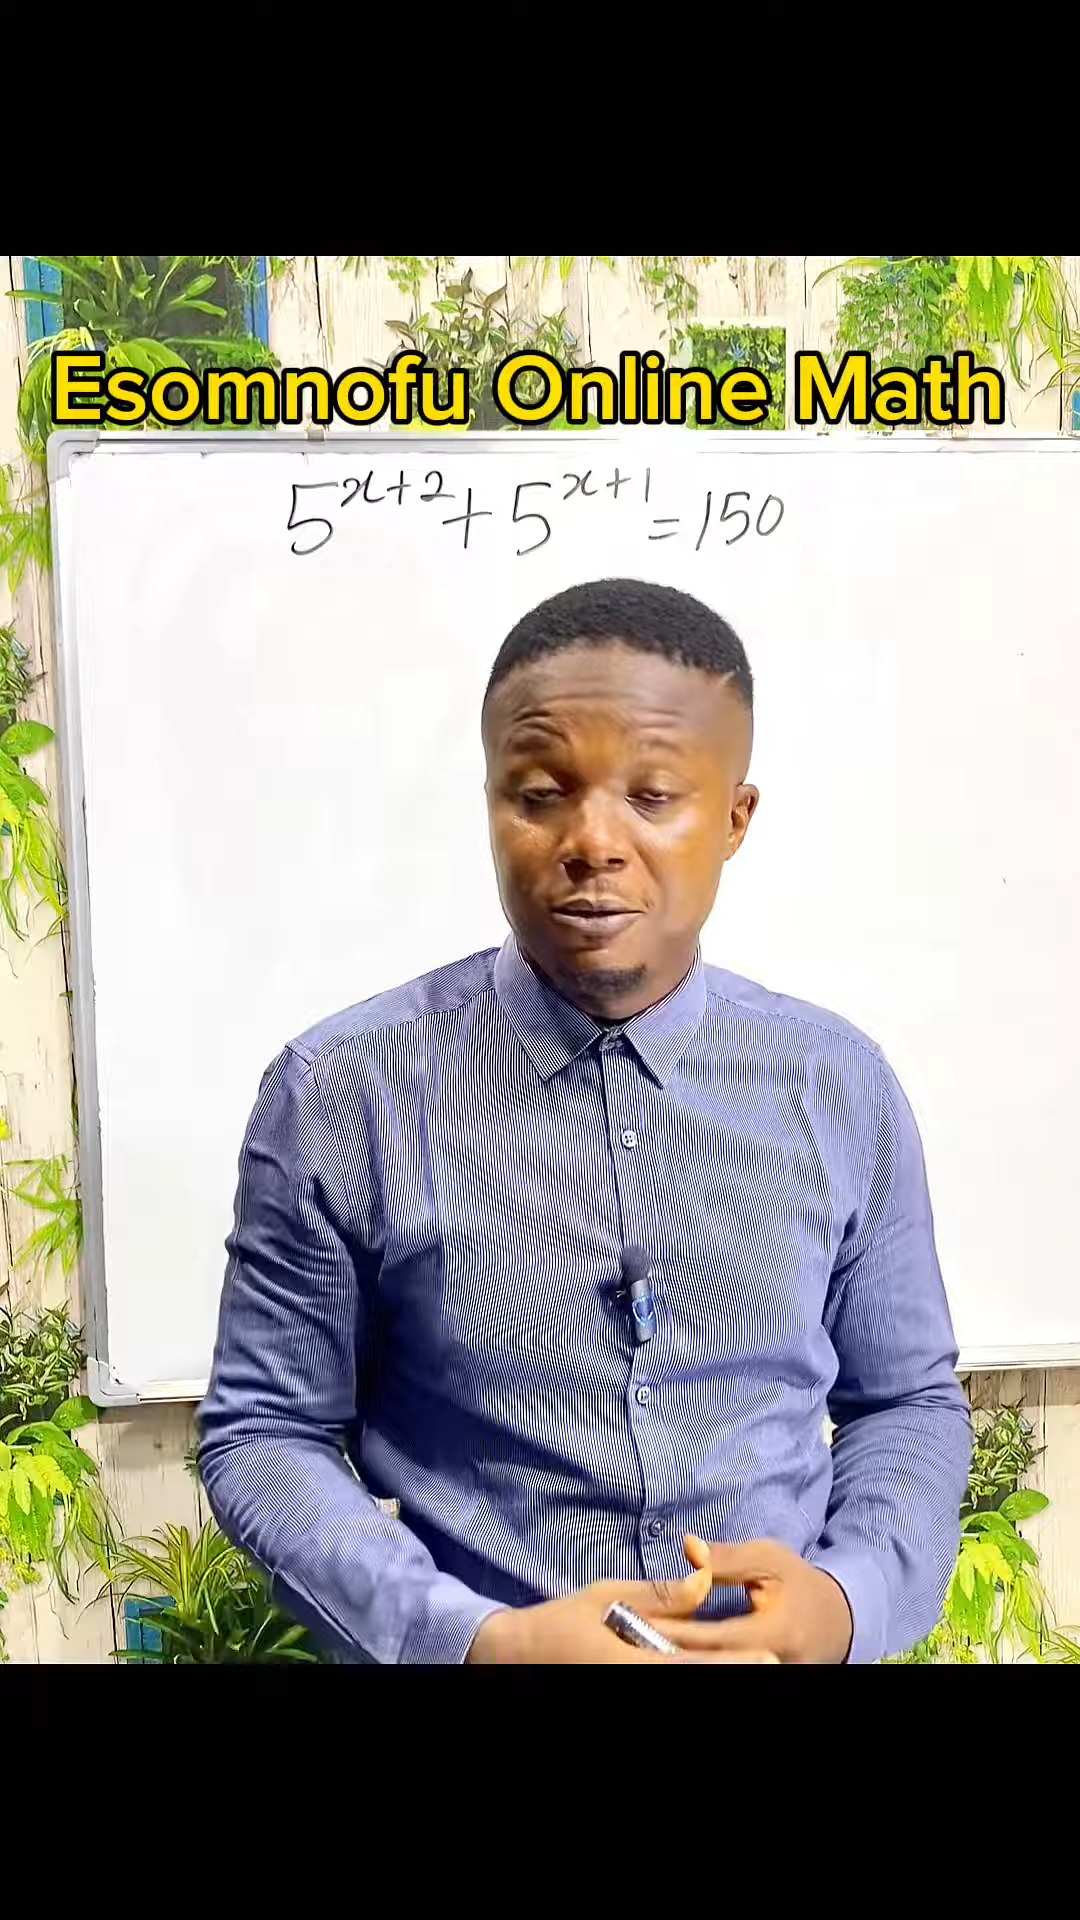 Esomnofu Online Math
5^{x+2} + 5^{x+1} = 150